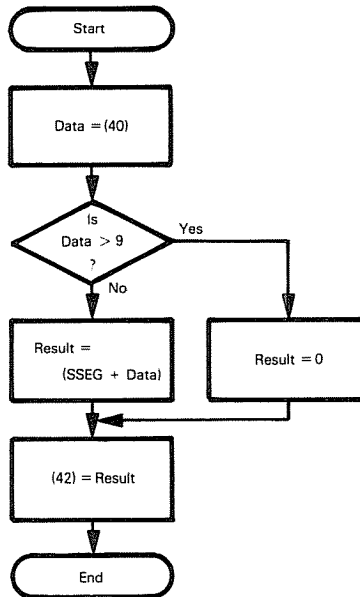 Start
Data = (40)
Is
Data > 9
?
Yes
No
Result =
(SSEG + Data)
Result = 0
(42) = Result
End